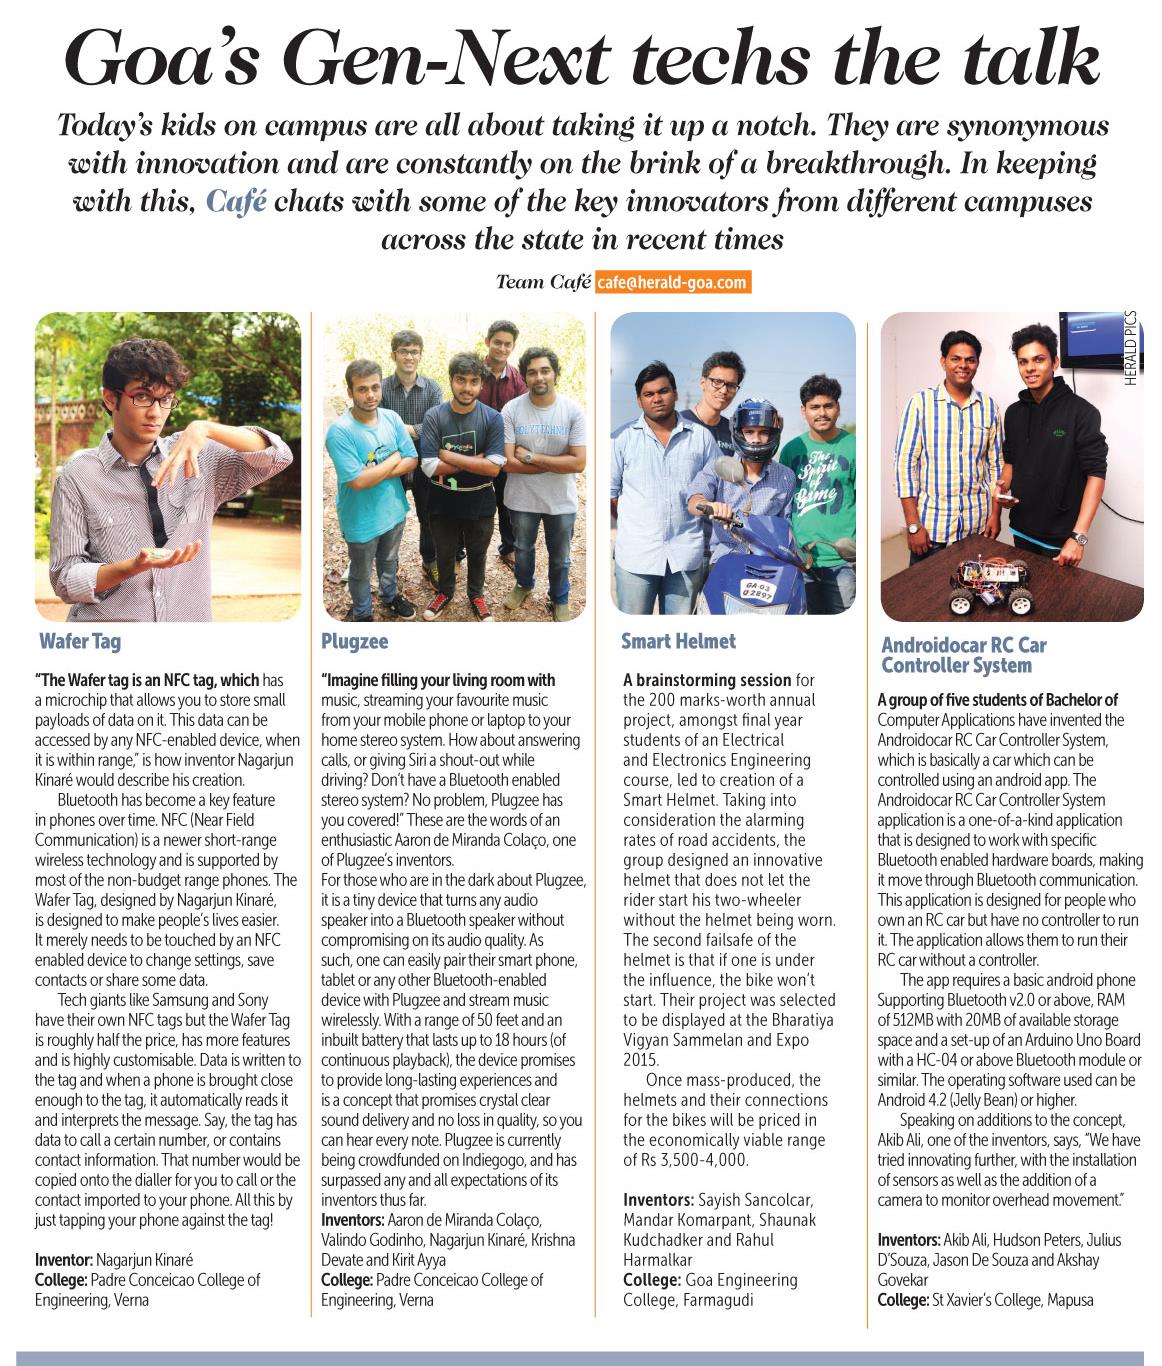 Goa's Gen-Next techs the talk
Today's kids on campus are all about taking it up a notch. They are synonymous
with innovation and are constantly on the brink of a breakthrough. In keeping
with this, Café chats with some of the key innovators from different campuses
across the state in recent times
Team Café cafe@herald-goa.com
HERALD PICS
Wafer Tag
"The Wafer tag is an NFC tag, which has
a microchip that allows you to store small
payloads of data on it. This data can be
accessed by any NFC-enabled device, when
it is within range," is how inventor Nagarjun
Kinaré would describe his creation.
Bluetooth has become a key feature
in phones over time. NFC (Near Field
Communication) is a newer short-range
wireless technology and is supported by
most of the non-budget range phones. The
Wafer Tag, designed by Nagarjun Kinaré,
is designed to make people's lives easier.
It merely needs to be touched by an NFC
enabled device to change settings, save
contacts or share some data.
Tech giants like Samsung and Sony
have their own NFC tags but the Wafer Tag
is roughly half the price, has more features
and is highly customisable. Data is written to
the tag and when a phone is brought close
enough to the tag, it automatically reads it
and interprets the message. Say, the tag has
data to call a certain number, or contains
contact information. That number would be
copied onto the dialler for you to call or the
contact imported to your phone. All this by
just tapping your phone against the tag!
Inventor: Nagarjun Kinaré
College: Padre Conceicao College of
Engineering, Verna
Plugzee
"Imagine filling your living room with
music, streaming your favourite music
from your mobile phone or laptop to your
home stereo system. How about answering
calls, or giving Siri a shout-out while
driving? Don't have a Bluetooth enabled
stereo system? No problem, Plugzee has
you covered!" These are the words of an
enthusiastic Aaron de Miranda Colaço, one
of Plugzee's inventors.
For those who are in the dark about Plugzee,
it is a tiny device that turns any audio
speaker into a Bluetooth speaker without
compromising on its audio quality. As
such, one can easily pair their smart phone,
tablet or any other Bluetooth-enabled
device with Plugzee and stream music
wirelessly. With a range of 50 feet and an
inbuilt battery that lasts up to 18 hours (of
continuous playback), the device promises
to provide long-lasting experiences and
is a concept that promises crystal clear
sound delivery and no loss in quality, so you
can hear every note. Plugzee is currently
being crowdfunded on Indiegogo, and has
surpassed any and all expectations of its
inventors thus far.
Inventors: Aaron de Miranda Colaço,
Valindo Godinho, Nagarjun Kinaré, Krishna
Devate and Kirit Ayya
College: Padre Conceicao College of
Engineering, Verna
The
Spirit
of
Game
GA-03
Q 2897
Smart Helmet
A brainstorming session for
the 200 marks-worth annual
project, amongst final year
students of an Electrical
and Electronics Engineering
course, led to creation of a
Smart Helmet. Taking into
consideration the alarming
rates of road accidents, the
group designed an innovative
helmet that does not let the
rider start his two-wheeler
without the helmet being worn.
The second failsafe of the
helmet is that if one is under
the influence, the bike won't
start. Their project was selected
to be displayed at the Bharatiya
Vigyan Sammelan and Expo
2015.
Once mass-produced, the
helmets and their connections
for the bikes will be priced in
the economically viable range
of Rs 3,500-4,000.
Inventors: Sayish Sancolcar,
Mandar Komarpant, Shaunak
Kudchadker and Rahul
Harmalkar
College: Goa Engineering
College, Farmagudi
Androidocar RC Car
Controller System
A group of five students of Bachelor of
Computer Applications have invented the
Androidocar RC Car Controller System,
which is basically a car which can be
controlled using an android app. The
Androidocar RC Car Controller System
application is a one-of-a-kind application
that is designed to work with specific
Bluetooth enabled hardware boards, making
it move through Bluetooth communication.
This application is designed for people who
own an RC car but have no controller to run
it. The application allows them to run their
RC car without a controller.
The app requires a basic android phone
Supporting Bluetooth v2.0 or above, RAM
of 512MB with 20MB of available storage
space and a set-up of an Arduino Uno Board
with a HC-04 or above Bluetooth module or
similar. The operating software used can be
Android 4.2 (Jelly Bean) or higher.
Speaking on additions to the concept,
Akib Ali, one of the inventors, says, "We have
tried innovating further, with the installation
of sensors as well as the addition of a
camera to monitor overhead movement."
Inventors: Akib Ali, Hudson Peters, Julius
D'Souza, Jason De Souza and Akshay
Govekar
College: St Xavier's College, Mapusa